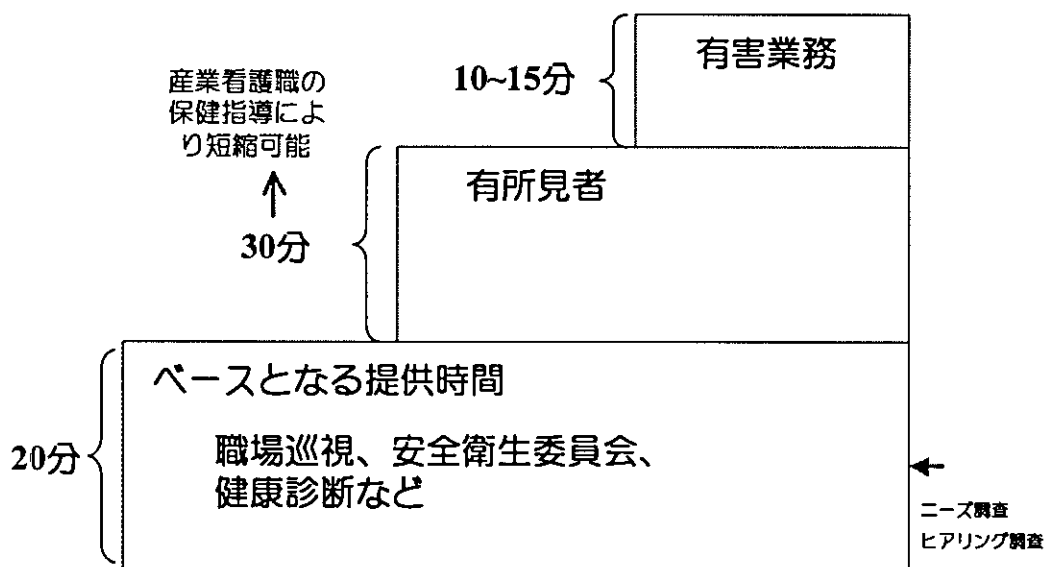 有害業務
10~15分
産業看護職の
保健指導によ
り短縮可能
有所見者
30分
ベースとなる提供時間
20分
職場巡視、安全衛生委員会、
健康診断など
ニーズ調査
ヒアリング調査